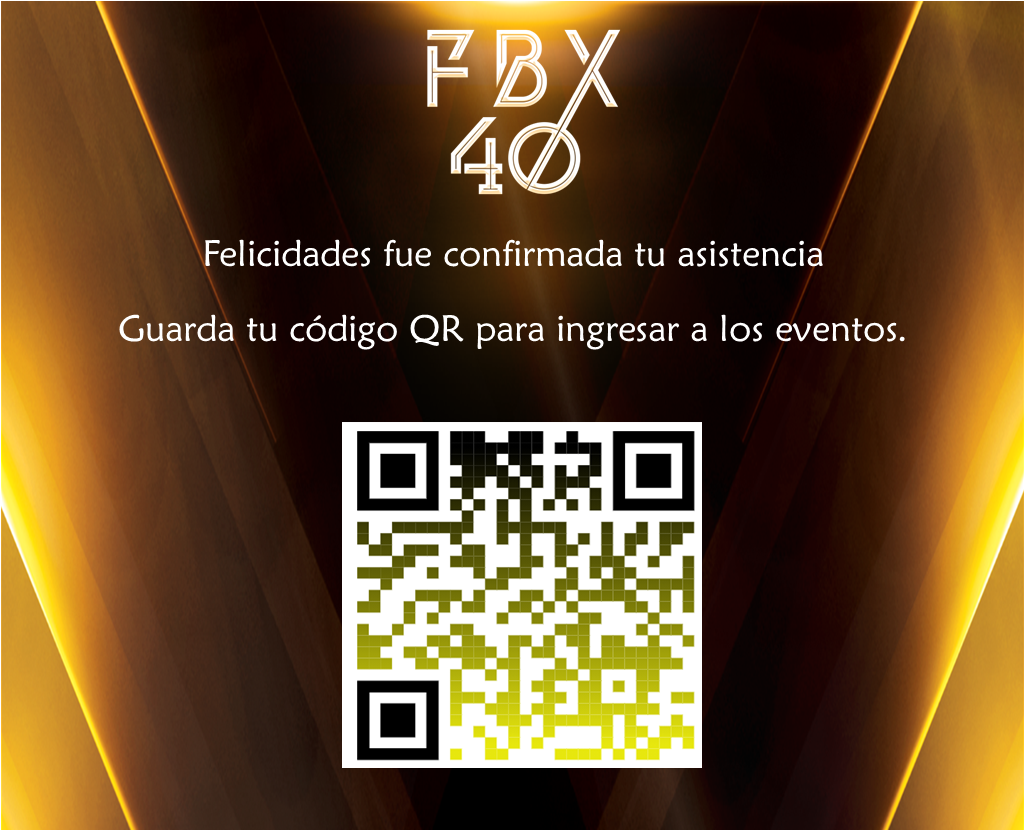 FBX
40
Felicidades fue confirmada tu asistencia
Guarda tu código QR para ingresar a los eventos.